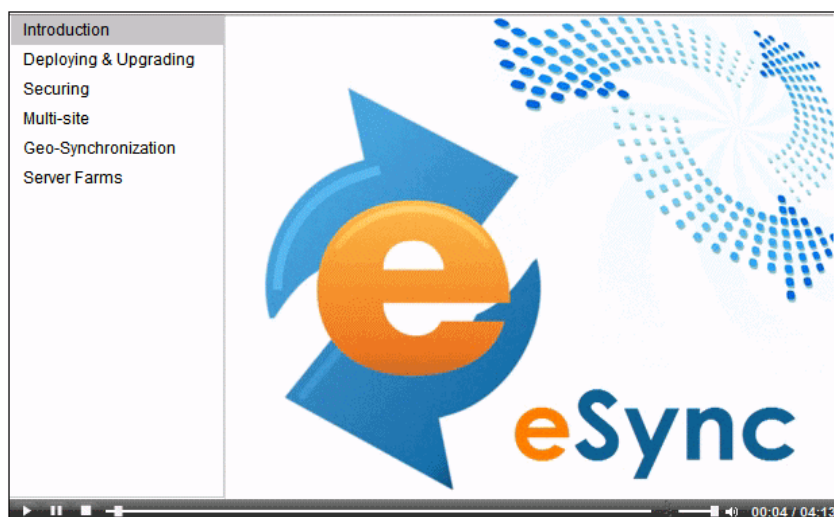 Introduction
Deploying & Upgrading
Securing
Multi-site
Geo-Synchronization
Server Farms
e
eSync
00:04 / 04:13